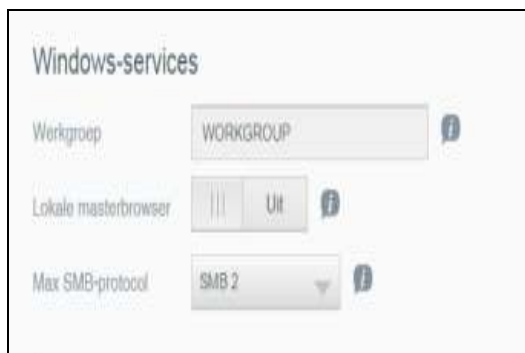 Windows-services
Werkgroep WORKGROUP
Lokale masterbrowser Uit
Max SMB-protocol SMB 2